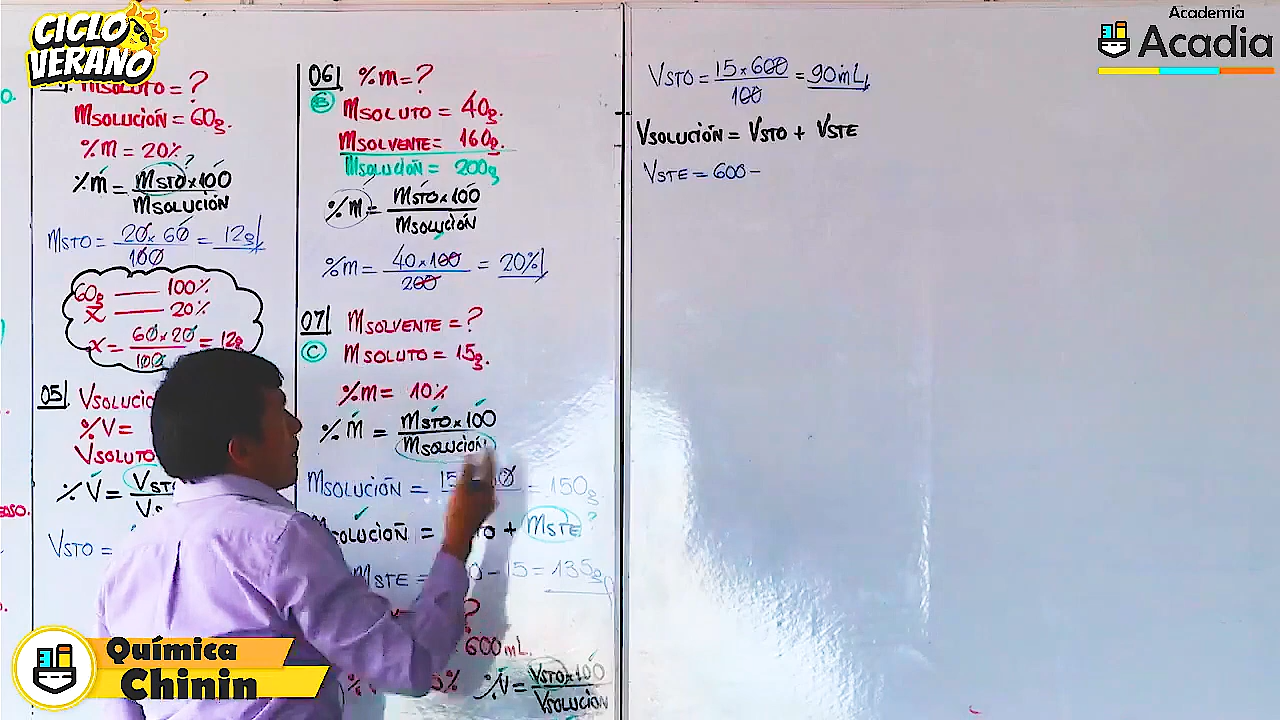 CICLO
VERANO
Academia
Acadia
MSOLUTO = ?
MSOLUCIÓN = 60g.
%M = 20%
?
%M = MSTO x 100
MSOLUCIÓN
MSTO = 20 x 60 = 12g
100
60g — 100%
X — 20%
X = 60 x 20 = 12g
100
05
%V =
VSOLUTO
%V =
VSTO =
06 %M = ?
B MSOLUTO = 40g.
MSOLVENTE = 160g.
MSOLUCIÓN = 200g
%M = MSTO x 100
MSOLUCIÓN
%M = 40 x 100 = 20%
200
07 MSOLVENTE = ?
C MSOLUTO = 15g.
%M = 10%
%M = MSTO x 100
MSOLUCIÓN
MSOLUCIÓN = = 150g.
+ MSTE ?
MSTE = - 15 = 135g
?
600mL.
%V = VSTO x 100
VSOLUCIÓN
VSTO = 15 x 600 = 90mL
100
VSOLUCIÓN = VSTO + VSTE
VSTE = 600 -
Química
Chinin